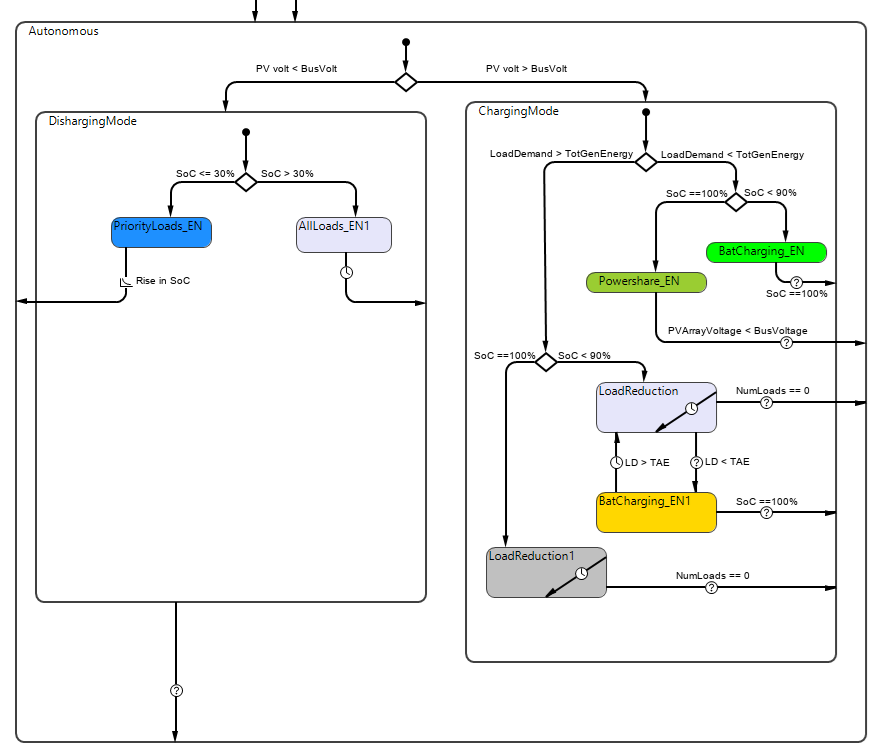 Autonomous
PV volt < BusVolt
PV volt > BusVolt
DishargingMode
SoC <= 30%
SoC > 30%
PriorityLoads_EN
AllLoads_EN1
Rise in SoC
?
ChargingMode
LoadDemand > TotGenEnergy
LoadDemand < TotGenEnergy
SoC ==100%
SoC < 90%
BatCharging_EN
Powershare_EN
?
SoC ==100%
PVArrayVoltage < BusVoltage
?
SoC ==100%
SoC < 90%
LoadReduction
NumLoads == 0
?
LD > TAE
? LD < TAE
BatCharging_EN1
SoC ==100%
?
LoadReduction1
NumLoads == 0
?